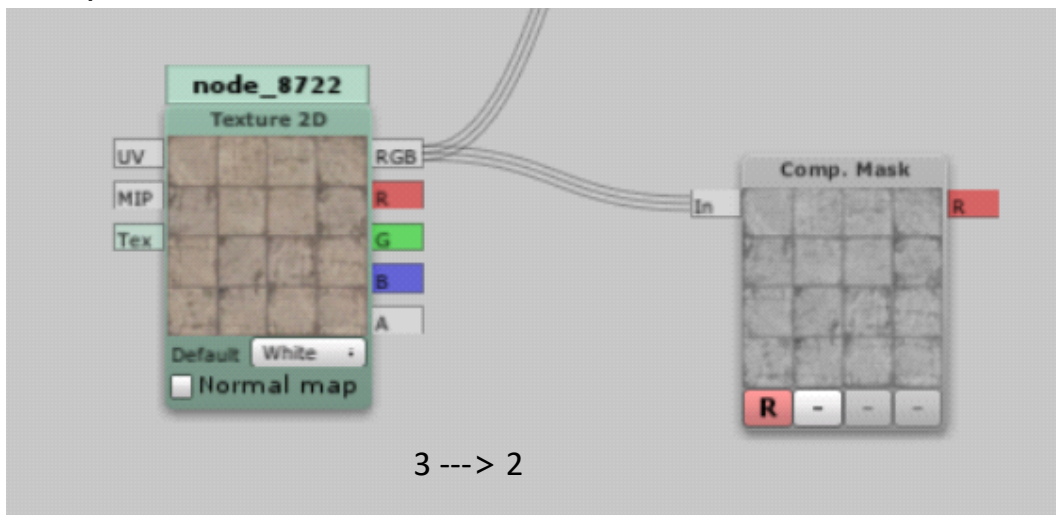 node_8722
Texture 2D
UV
RGB
MIP
R
Tex
G
B
A
Default White
Normal map
Comp. Mask
In
R
R - - -
3 ---> 2